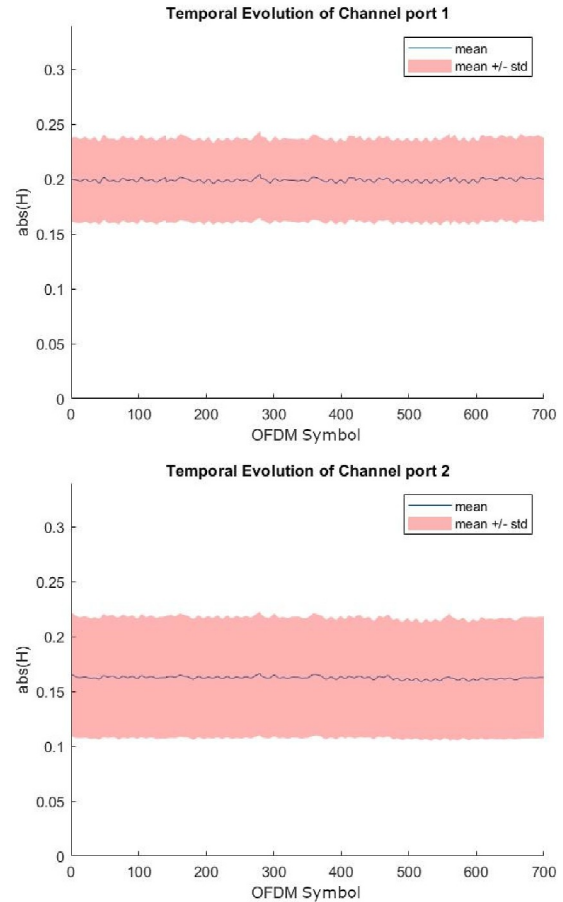 Temporal Evolution of Channel port 1
mean
mean +/- std
0.3
0.25
0.2
0.15
0.1
0.05
0
abs(H)
0 100 200 300 400 500 600 700
OFDM Symbol
Temporal Evolution of Channel port 2
mean
mean +/- std
0.3
0.25
0.2
0.15
0.1
0.05
0
abs(H)
0 100 200 300 400 500 600 700
OFDM Symbol